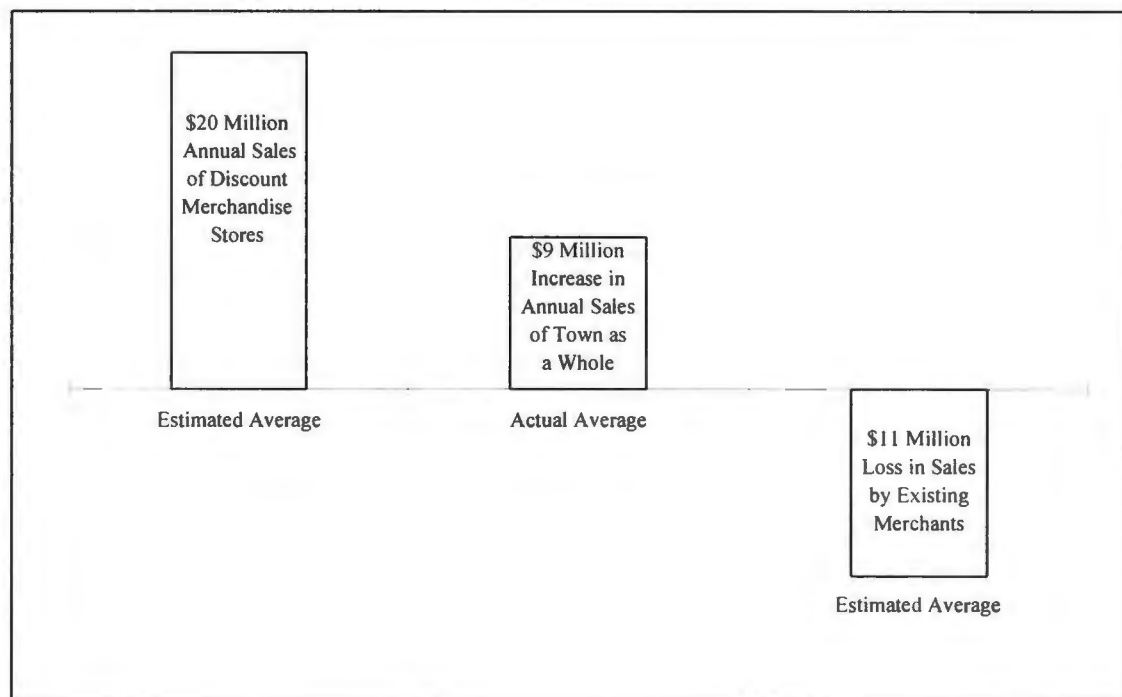 $20 Million
Annual Sales
of Discount
Merchandise
Stores
Estimated Average
$9 Million
Increase in
Annual Sales
of Town as
a Whole
Actual Average
$11 Million
Loss in Sales
by Existing
Merchants
Estimated Average